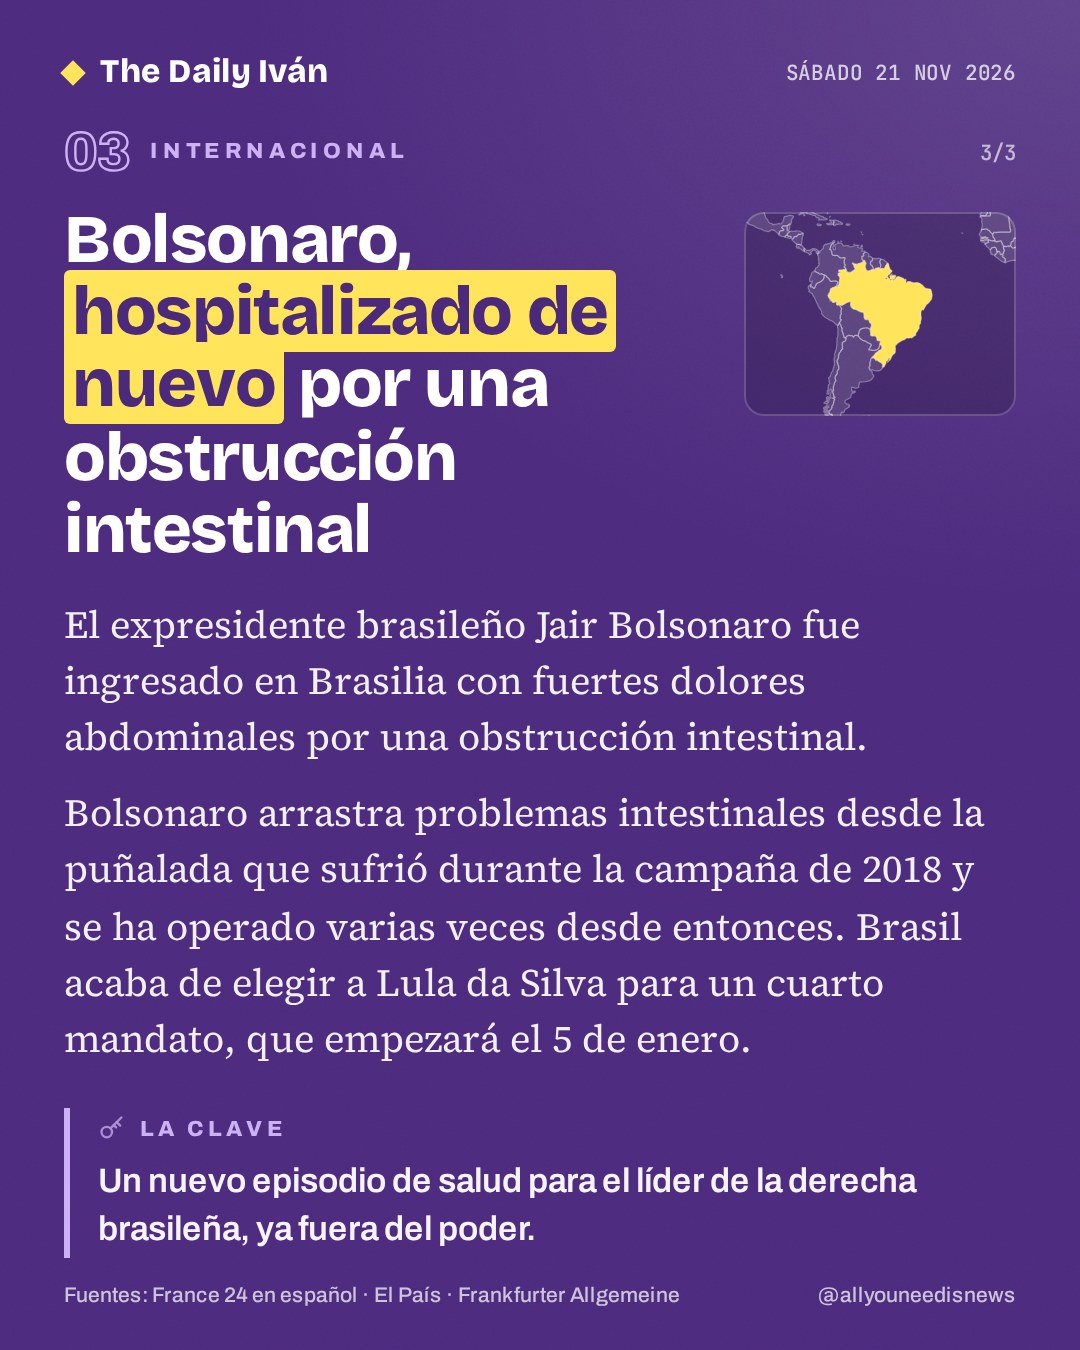 The Daily Iván
SÁBADO 21 NOV 2026
03 INTERNACIONAL
3/3
Bolsonaro,
hospitalizado de
nuevo por una
obstrucción
intestinal
El expresidente brasileño Jair Bolsonaro fue
ingresado en Brasilia con fuertes dolores
abdominales por una obstrucción intestinal.
Bolsonaro arrastra problemas intestinales desde la
puñalada que sufrió durante la campaña de 2018 y
se ha operado varias veces desde entonces. Brasil
acaba de elegir a Lula da Silva para un cuarto
mandato, que empezará el 5 de enero.
LA CLAVE
Un nuevo episodio de salud para el líder de la derecha
brasileña, ya fuera del poder.
Fuentes: France 24 en español · El País · Frankfurter Allgemeine
@allyouneedisnews